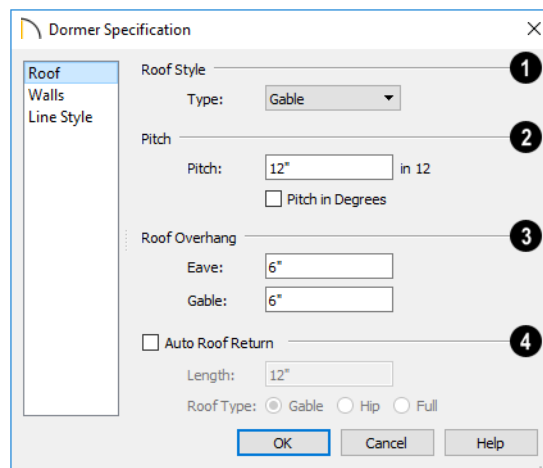 Dormer Specification
Roof
Walls
Line Style
Roof Style 1
Type: Gable
Pitch 2
Pitch: 12" in 12
Pitch in Degrees
Roof Overhang 3
Eave: 6"
Gable: 6"
Auto Roof Return 4
Length: 12"
Roof Type: Gable Hip Full
OK Cancel Help